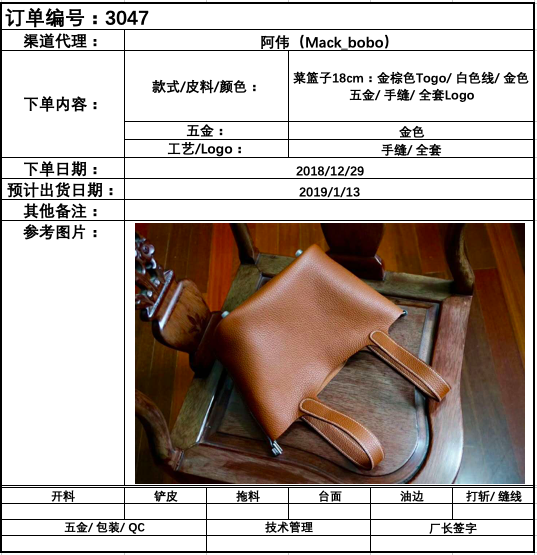 订单编号：3047
渠道代理： 阿伟（Mack_bobo）
下单内容： 款式/皮料/颜色： 菜篮子18cm：金棕色Togo/ 白色线/ 金色
五金/ 手缝/ 全套Logo
五金： 金色
工艺/Logo： 手缝/ 全套
下单日期： 2018/12/29
预计出货日期： 2019/1/13
其他备注：
参考图片：
开料 铲皮 拖料 台面 油边 打斩/ 缝线
五金/ 包装/ QC 技术管理 厂长签字